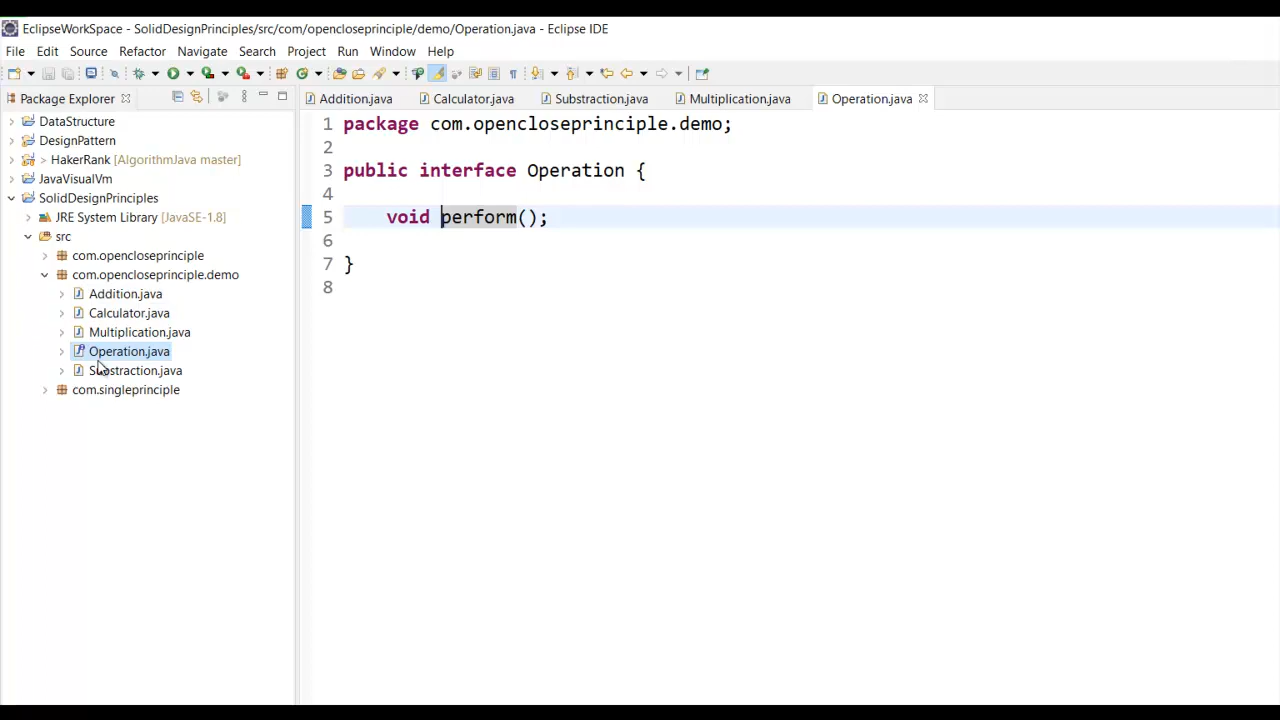 EclipseWorkSpace - SolidDesignPrinciples/src/com/opencloseprinciple/demo/Operation.java - Eclipse IDE
File Edit Source Refactor Navigate Search Project Run Window Help
Package Explorer
DataStructure
DesignPattern
> HakerRank [AlgorithmJava master]
JavaVisualVm
SolidDesignPrinciples
JRE System Library [JavaSE-1.8]
src
com.opencloseprinciple
com.opencloseprinciple.demo
Addition.java
Calculator.java
Multiplication.java
Operation.java
Substraction.java
com.singleprinciple
Addition.java Calculator.java Substraction.java Multiplication.java Operation.java
1 package com.opencloseprinciple.demo;
2
3 public interface Operation {
4
5 void perform();
6
7 }
8